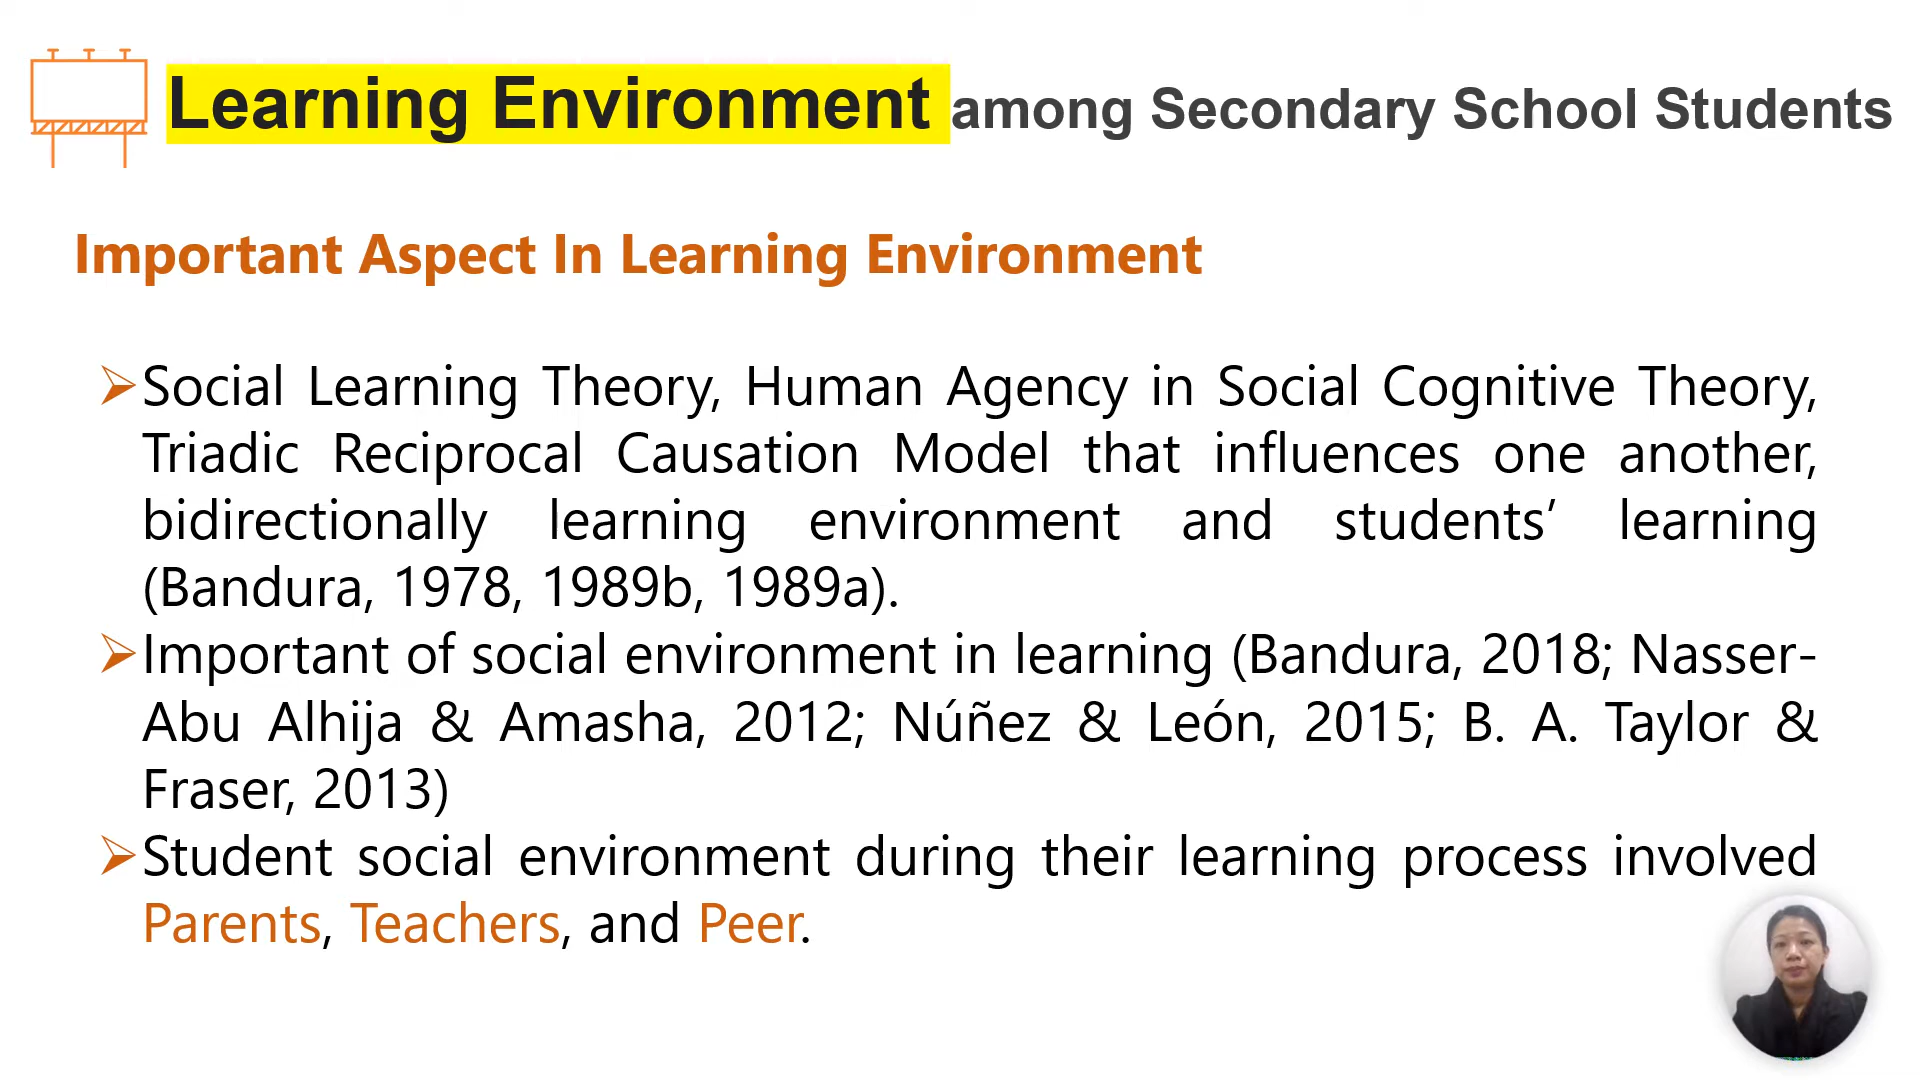 Learning Environment among Secondary School Students
Important Aspect In Learning Environment
Social Learning Theory, Human Agency in Social Cognitive Theory,
Triadic Reciprocal Causation Model that influences one another,
bidirectionally learning environment and students’ learning
(Bandura, 1978, 1989b, 1989a).
Important of social environment in learning (Bandura, 2018; Nasser-
Abu Alhija & Amasha, 2012; Núñez & León, 2015; B. A. Taylor &
Fraser, 2013)
Student social environment during their learning process involved
Parents, Teachers, and Peer.